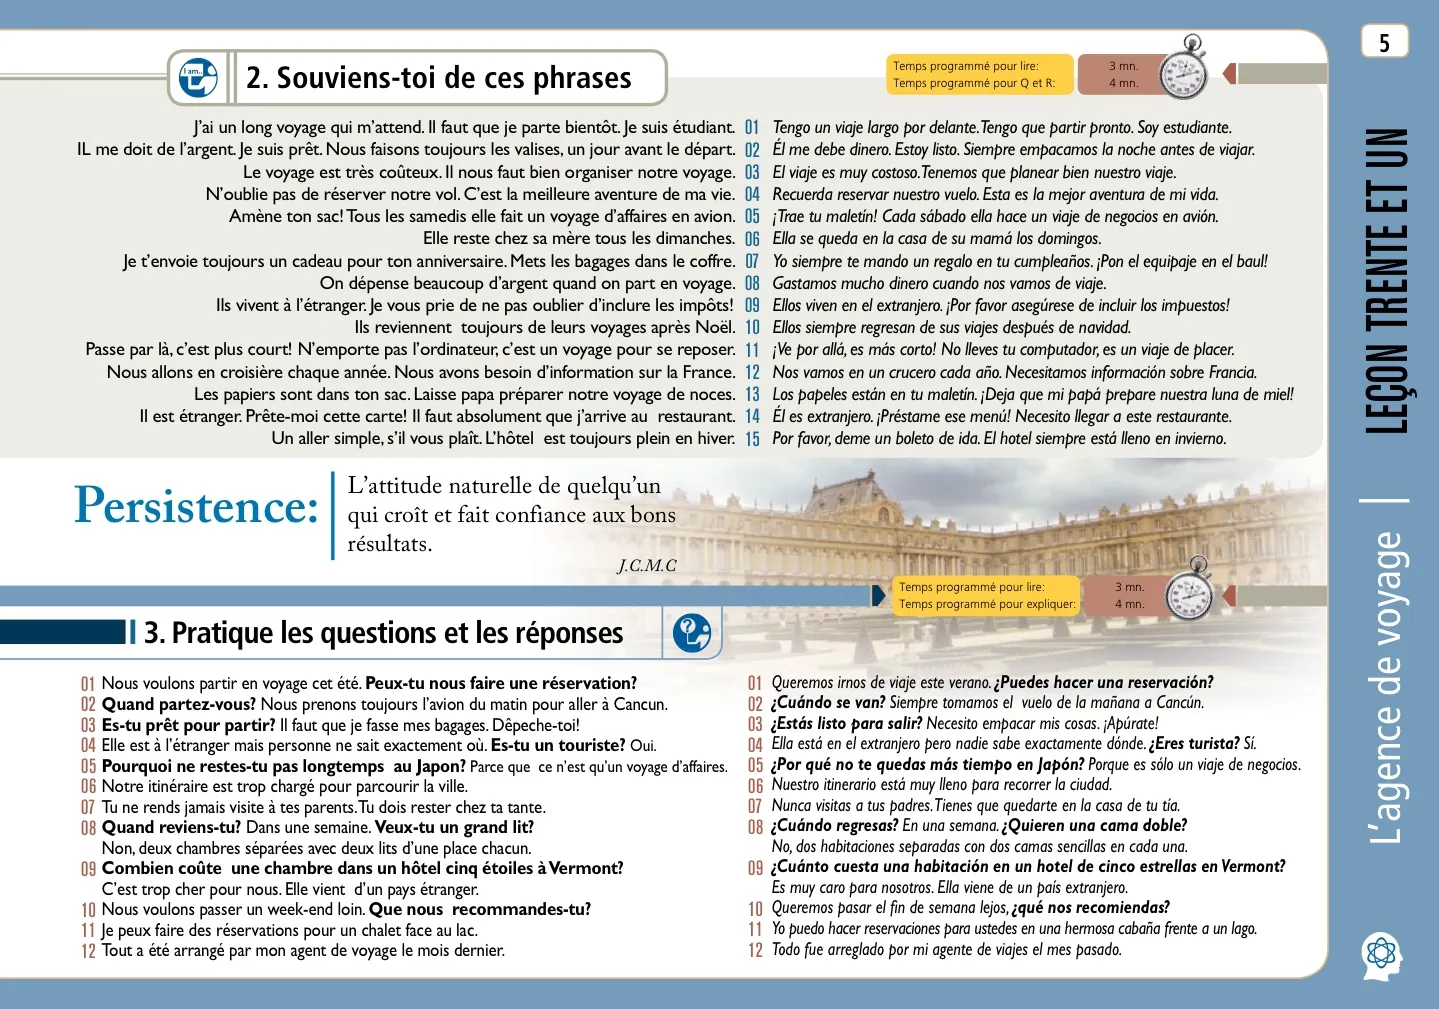 5
I am..
2. Souviens-toi de ces phrases
Temps programmé pour lire: 3 mn.
Temps programmé pour Q et R: 4 mn.
J’ai un long voyage qui m’attend. Il faut que je parte bientôt. Je suis étudiant. 01 Tengo un viaje largo por delante. Tengo que partir pronto. Soy estudiante.
IL me doit de l’argent. Je suis prêt. Nous faisons toujours les valises, un jour avant le départ. 02 Él me debe dinero. Estoy listo. Siempre empacamos la noche antes de viajar.
Le voyage est très coûteux. Il nous faut bien organiser notre voyage. 03 El viaje es muy costoso. Tenemos que planear bien nuestro viaje.
N’oublie pas de réserver notre vol. C’est la meilleure aventure de ma vie. 04 Recuerda reservar nuestro vuelo. Esta es la mejor aventura de mi vida.
Amène ton sac! Tous les samedis elle fait un voyage d’affaires en avion. 05 ¡Trae tu maletín! Cada sábado ella hace un viaje de negocios en avión.
Elle reste chez sa mère tous les dimanches. 06 Ella se queda en la casa de su mamá los domingos.
Je t’envoie toujours un cadeau pour ton anniversaire. Mets les bagages dans le coffre. 07 Yo siempre te mando un regalo en tu cumpleaños. ¡Pon el equipaje en el baul!
On dépense beaucoup d’argent quand on part en voyage. 08 Gastamos mucho dinero cuando nos vamos de viaje.
Ils vivent à l’étranger. Je vous prie de ne pas oublier d’inclure les impôts! 09 Ellos viven en el extranjero. ¡Por favor asegúrese de incluir los impuestos!
Ils reviennent toujours de leurs voyages après Noël. 10 Ellos siempre regresan de sus viajes después de navidad.
Passe par là, c’est plus court! N’emporte pas l’ordinateur, c’est un voyage pour se reposer. 11 ¡Ve por allá, es más corto! No lleves tu computador, es un viaje de placer.
Nous allons en croisière chaque année. Nous avons besoin d’information sur la France. 12 Nos vamos en un crucero cada año. Necesitamos información sobre Francia.
Les papiers sont dans ton sac. Laisse papa préparer notre voyage de noces. 13 Los papeles están en tu maletín. ¡Deja que mi papá prepare nuestra luna de miel!
Il est étranger. Prête-moi cette carte! Il faut absolument que j’arrive au restaurant. 14 Él es extranjero. ¡Préstame ese menú! Necesito llegar a este restaurante.
Un aller simple, s’il vous plaît. L’hôtel est toujours plein en hiver. 15 Por favor, deme un boleto de ida. El hotel siempre está lleno en invierno.
Persistence:
L’attitude naturelle de quelqu’un
qui croît et fait confiance aux bons
résultats.
J.C.M.C
Temps programmé pour lire: 3 mn.
Temps programmé pour expliquer: 4 mn.
3. Pratique les questions et les réponses
?
01 Nous voulons partir en voyage cet été. Peux-tu nous faire une réservation?
02 Quand partez-vous? Nous prenons toujours l’avion du matin pour aller à Cancun.
03 Es-tu prêt pour partir? Il faut que je fasse mes bagages. Dêpeche-toi!
04 Elle est à l’étranger mais personne ne sait exactement où. Es-tu un touriste? Oui.
05 Pourquoi ne restes-tu pas longtemps au Japon? Parce que ce n’est qu’un voyage d’affaires.
06 Notre itinéraire est trop chargé pour parcourir la ville.
07 Tu ne rends jamais visite à tes parents. Tu dois rester chez ta tante.
08 Quand reviens-tu? Dans une semaine. Veux-tu un grand lit?
Non, deux chambres séparées avec deux lits d’une place chacun.
09 Combien coûte une chambre dans un hôtel cinq étoiles à Vermont?
C’est trop cher pour nous. Elle vient d’un pays étranger.
10 Nous voulons passer un week-end loin. Que nous recommandes-tu?
11 Je peux faire des réservations pour un chalet face au lac.
12 Tout a été arrangé par mon agent de voyage le mois dernier.
01 Queremos irnos de viaje este verano. ¿Puedes hacer una reservación?
02 ¿Cuándo se van? Siempre tomamos el vuelo de la mañana a Cancún.
03 ¿Estás listo para salir? Necesito empacar mis cosas. ¡Apúrate!
04 Ella está en el extranjero pero nadie sabe exactamente dónde. ¿Eres turista? Sí.
05 ¿Por qué no te quedas más tiempo en Japón? Porque es sólo un viaje de negocios.
06 Nuestro itinerario está muy lleno para recorrer la ciudad.
07 Nunca visitas a tus padres. Tienes que quedarte en la casa de tu tía.
08 ¿Cuándo regresas? En una semana. ¿Quieren una cama doble?
No, dos habitaciones separadas con dos camas sencillas en cada una.
09 ¿Cuánto cuesta una habitación en un hotel de cinco estrellas en Vermont?
Es muy caro para nosotros. Ella viene de un país extranjero.
10 Queremos pasar el fin de semana lejos, ¿qué nos recomiendas?
11 Yo puedo hacer reservaciones para ustedes en una hermosa cabaña frente a un lago.
12 Todo fue arreglado por mi agente de viajes el mes pasado.
LEÇON TRENTE ET UN
L’agence de voyage